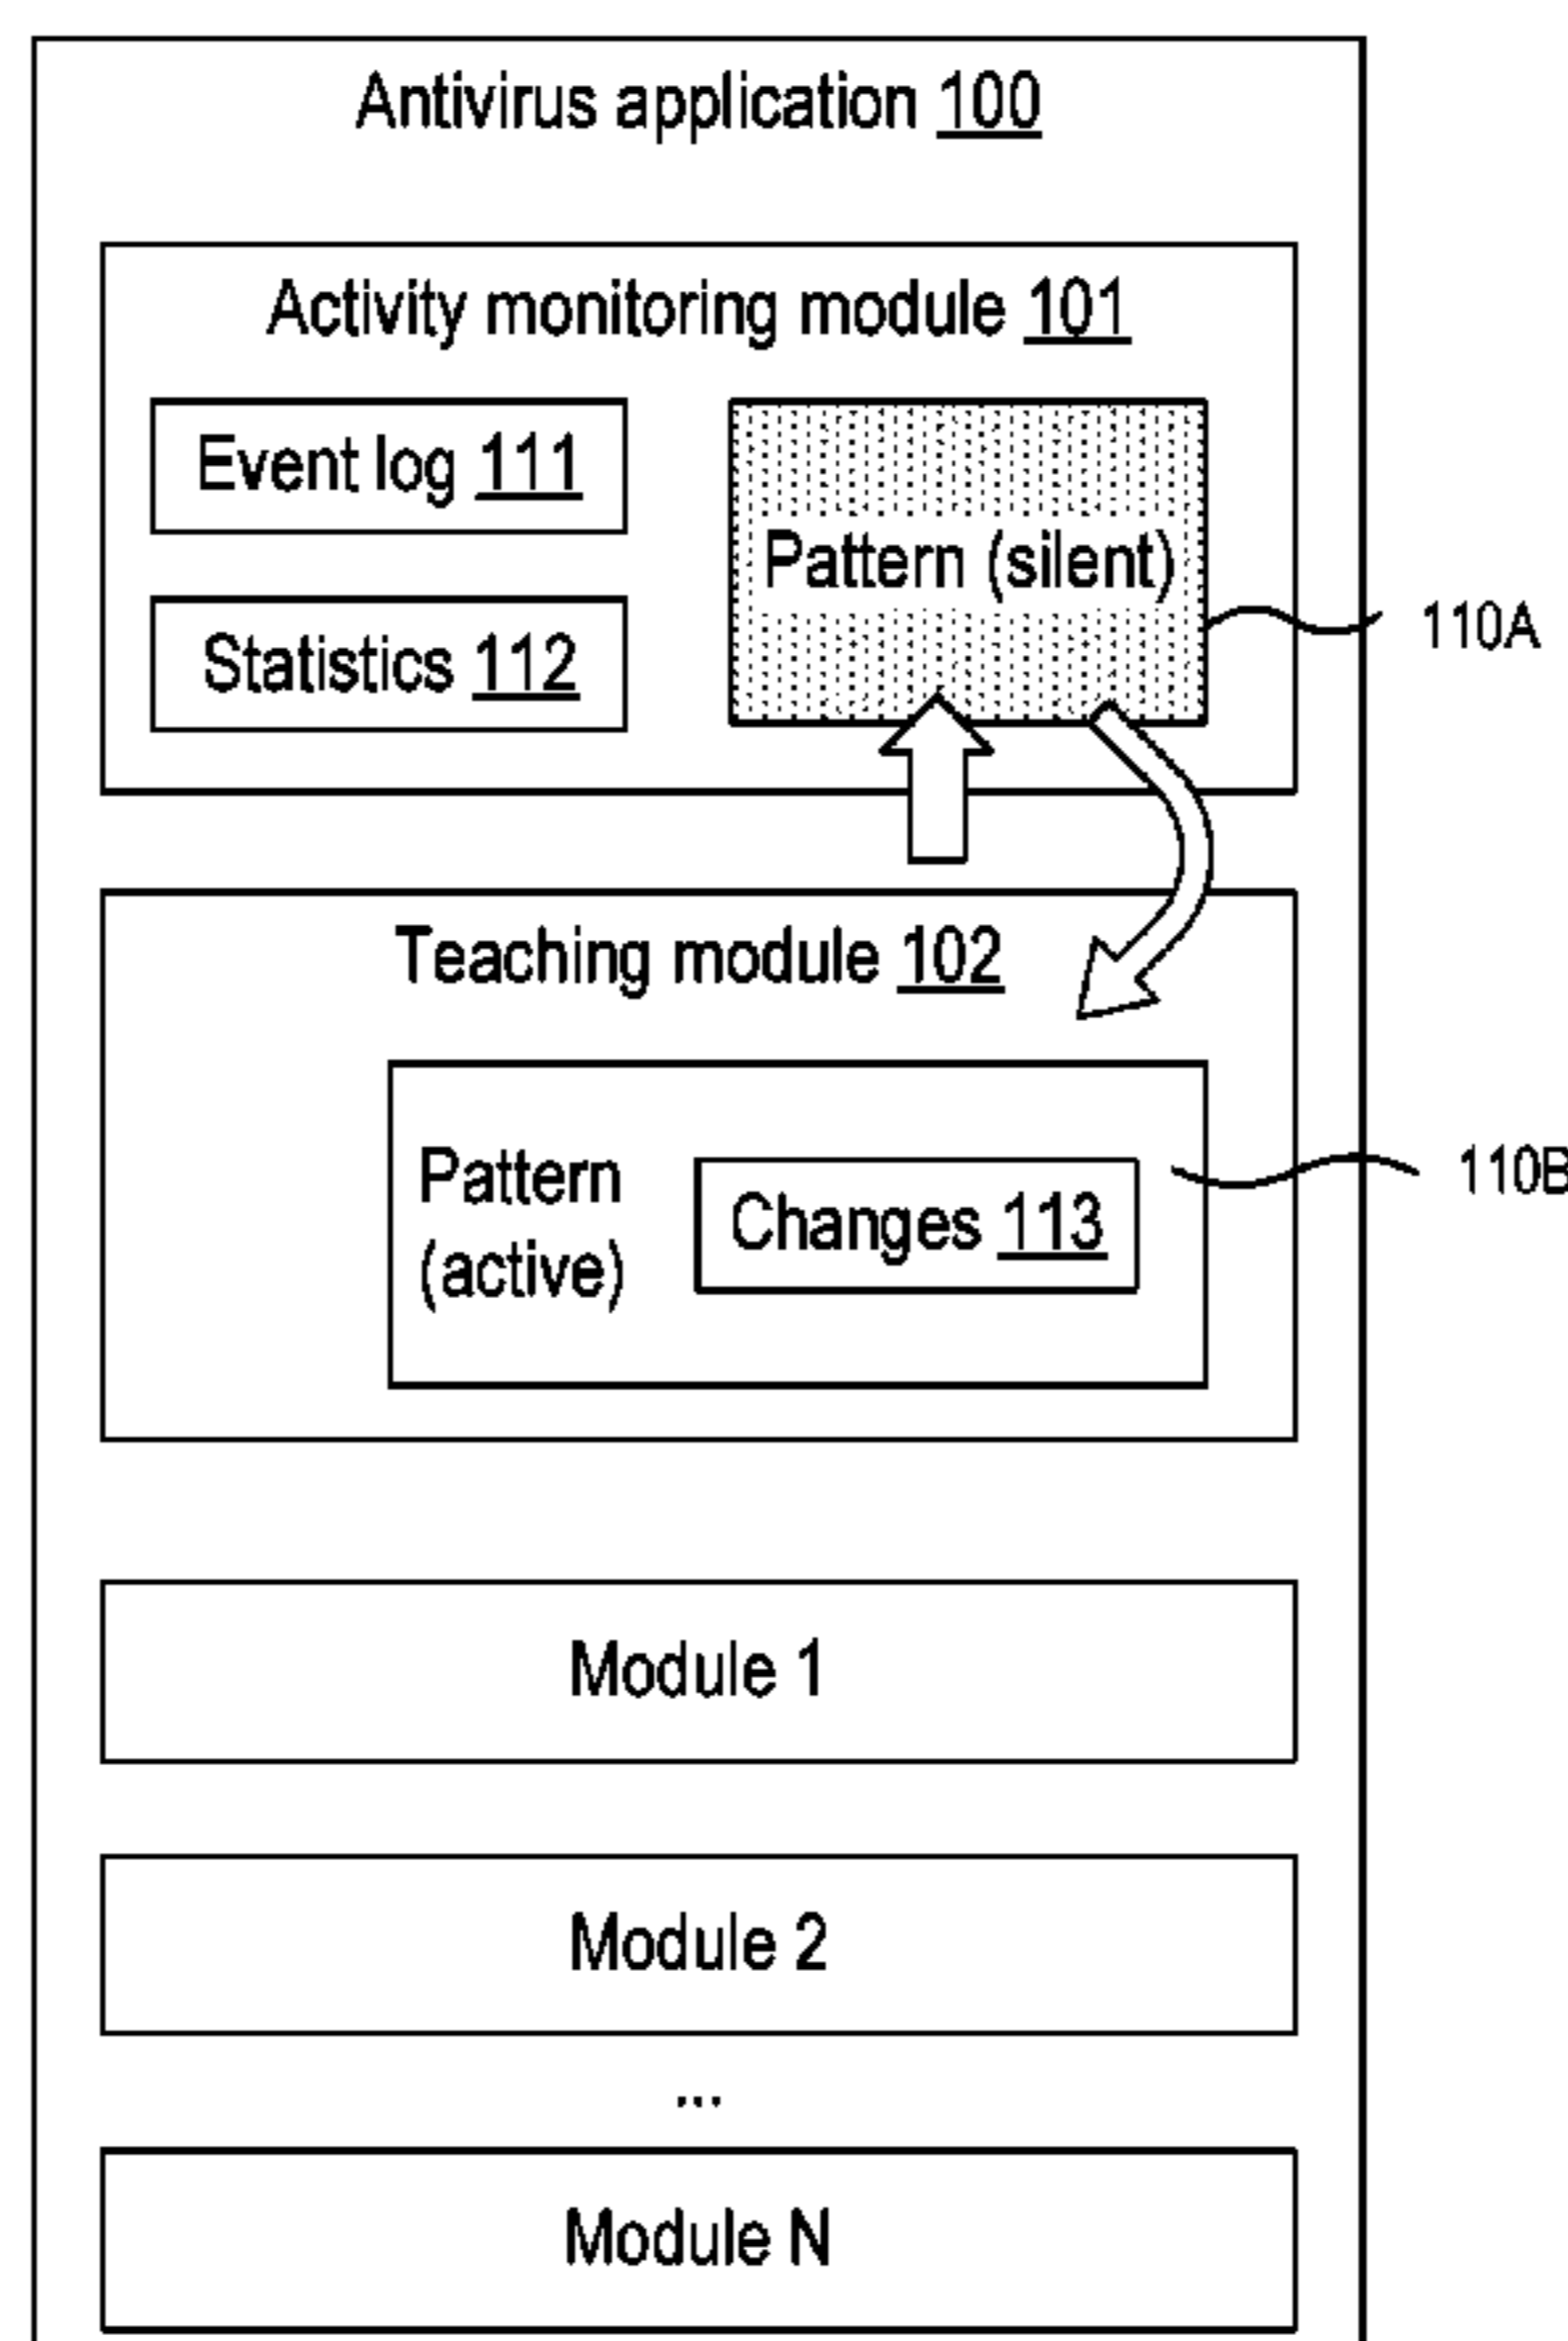 Antivirus application 100
Activity monitoring module 101
Event log 111
Pattern (silent)
110A
Statistics 112
Teaching module 102
Pattern
(active)
Changes 113
110B
Module 1
Module 2
...
Module N